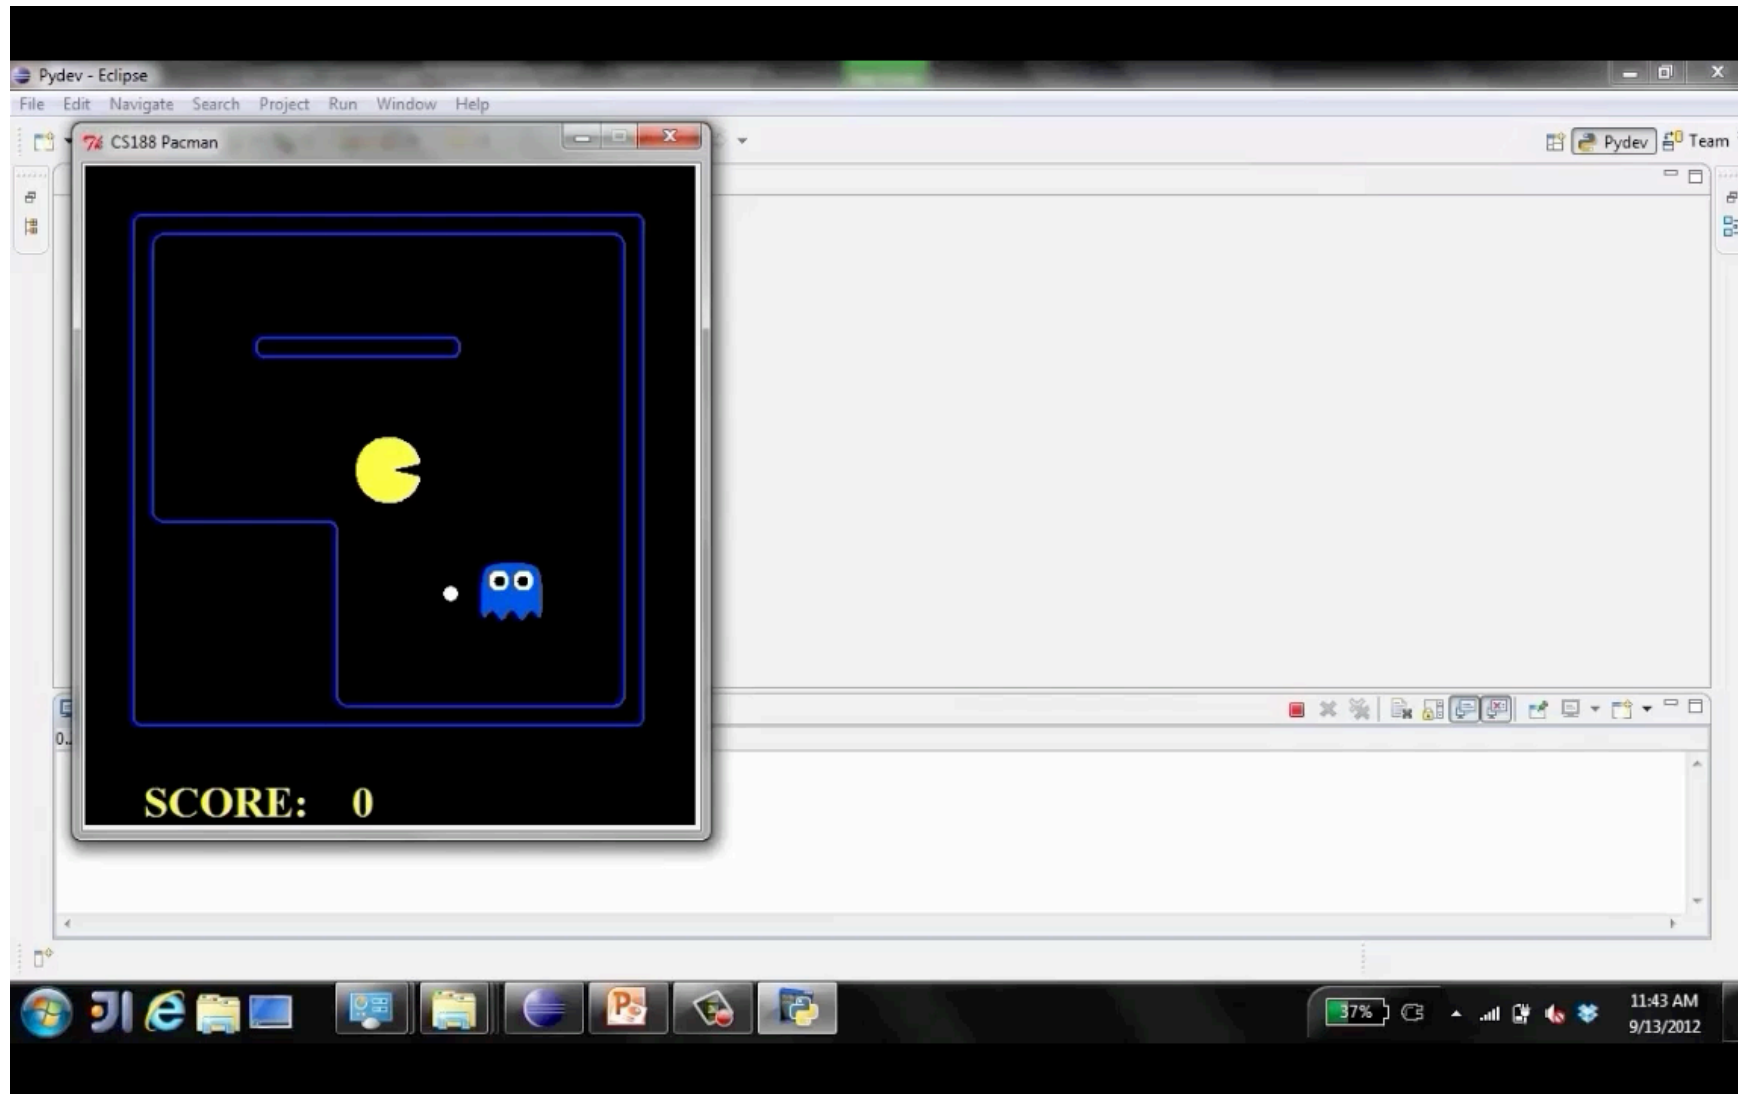 Pydev - Eclipse
File Edit Navigate Search Project Run Window Help
CS188 Pacman
Pydev Team
SCORE: 0
37%
11:43 AM
9/13/2012